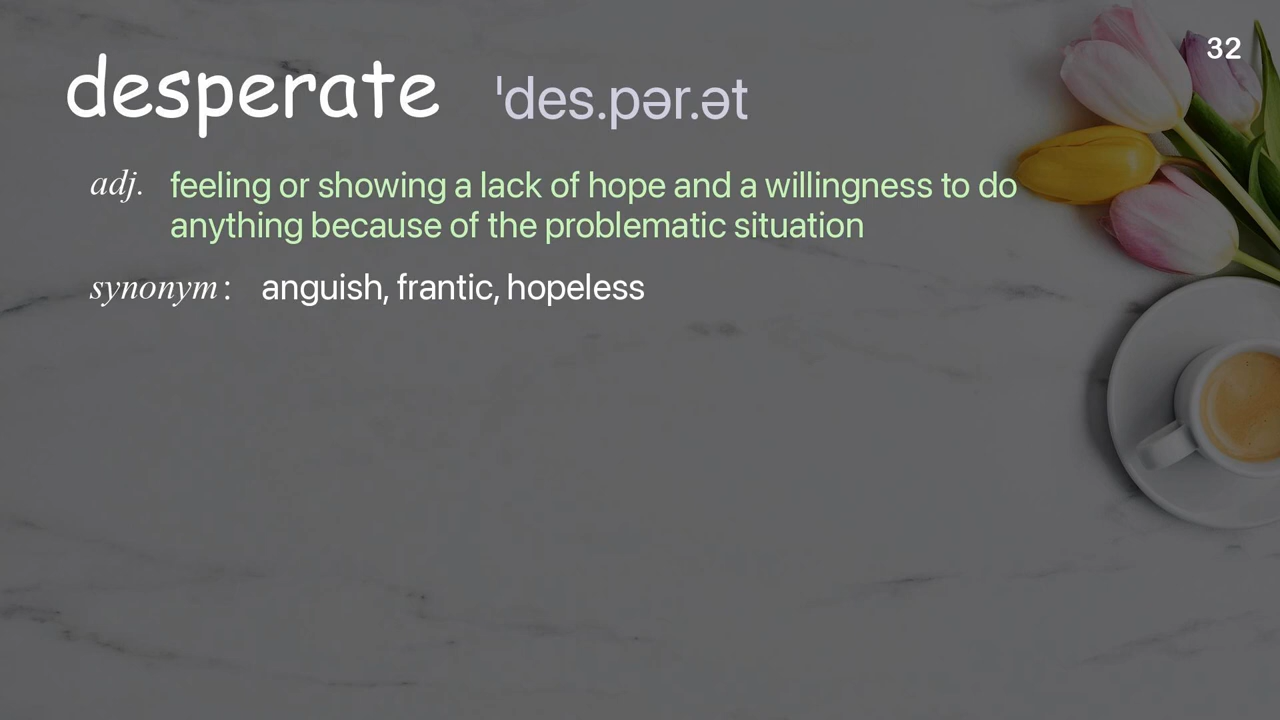 32
desperate ˈdes.pər.ət
adj. feeling or showing a lack of hope and a willingness to do
anything because of the problematic situation
synonym: anguish, frantic, hopeless